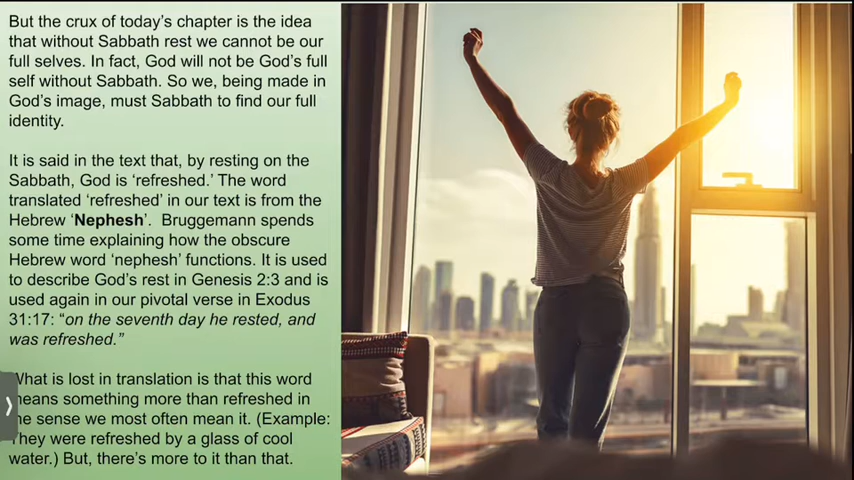 But the crux of today's chapter is the idea
that without Sabbath rest we cannot be our
full selves. In fact, God will not be God's full
self without Sabbath. So we, being made in
God's image, must Sabbath to find our full
identity.
It is said in the text that, by resting on the
Sabbath, God is 'refreshed.' The word
translated 'refreshed' in our text is from the
Hebrew 'Nephesh'. Bruggemann spends
some time explaining how the obscure
Hebrew word 'nephesh' functions. It is used
to describe God's rest in Genesis 2:3 and is
used again in our pivotal verse in Exodus
31:17: "on the seventh day he rested, and
was refreshed."
What is lost in translation is that this word
means something more than refreshed in
the sense we most often mean it. (Example:
They were refreshed by a glass of cool
water.) But, there's more to it than that.